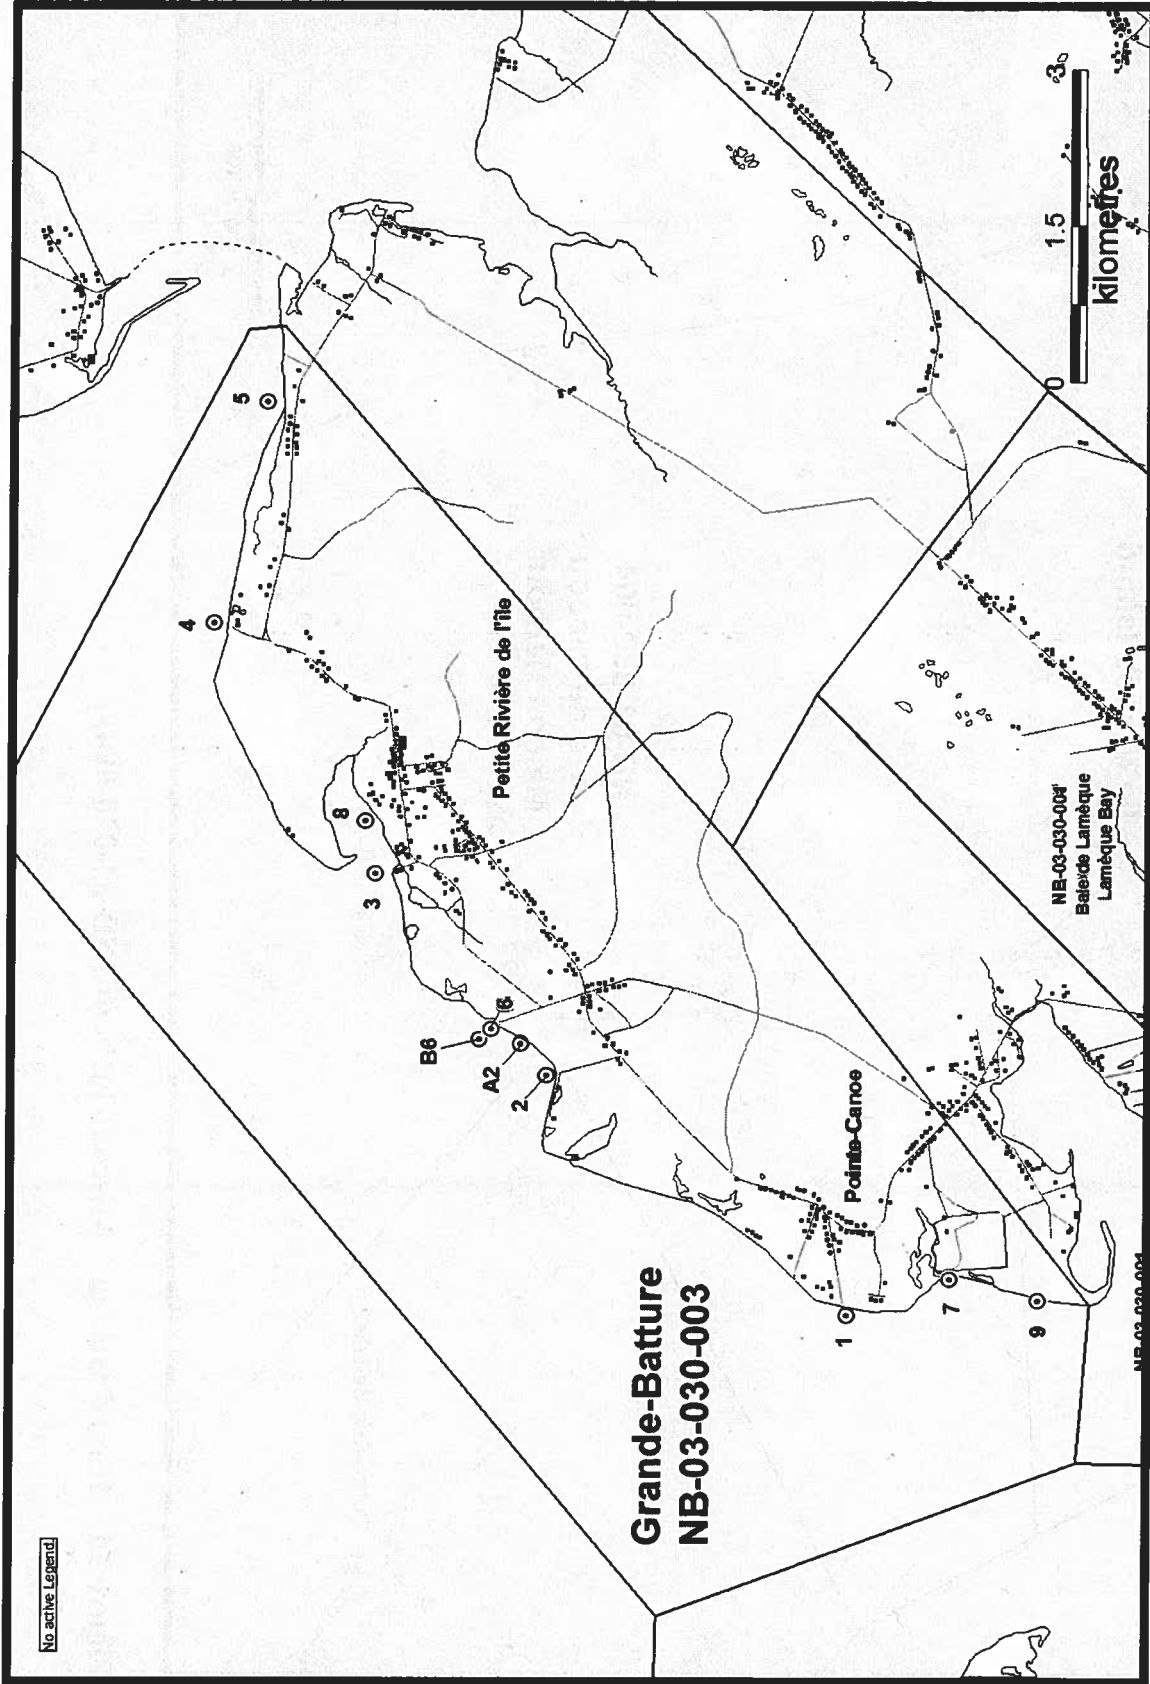 No active Legend.
5
4
8
3
6
B6
A2
2
Petite Rivière de l'île
Pointe-Canoe
1
7
9
Grande-Batture
NB-03-030-003
NB-03-030-004
Baie de Lamèque
Lamèque Bay
0 1.5 3
kilometres